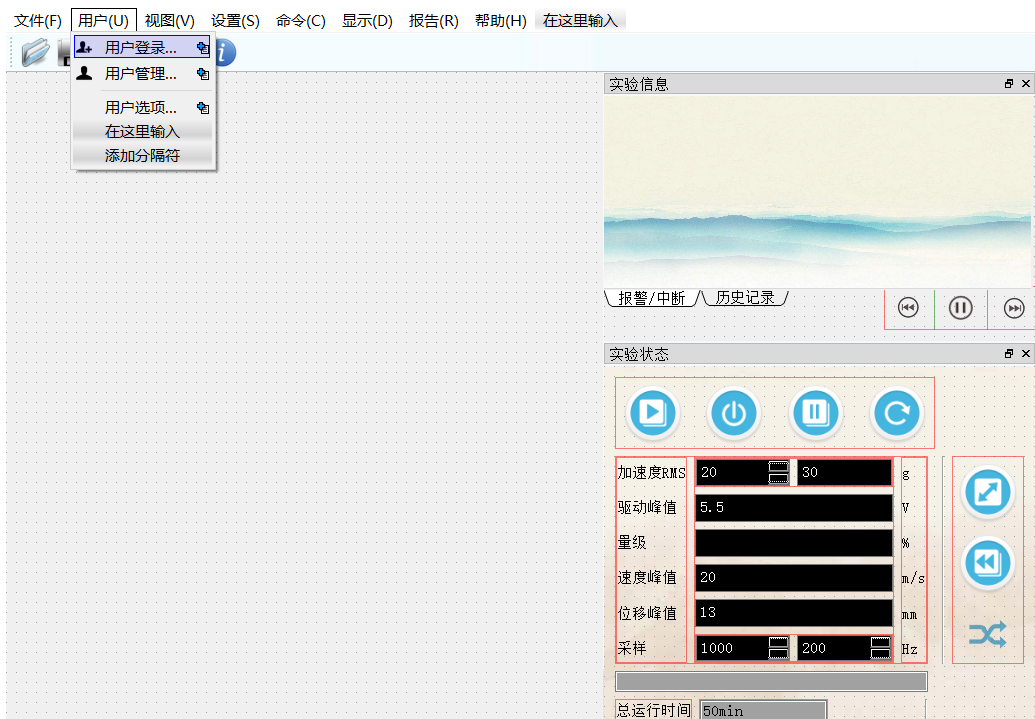 文件(F) 用户(U) 视图(V) 设置(S) 命令(C) 显示(D) 报告(R) 帮助(H) 在这里输入
用户登录...
用户管理...
用户选项...
在这里输入
添加分隔符
实验信息
报警/中断 历史记录
实验状态
加速度RMS 20 30 g
驱动峰值 5.5 V
量级 %
速度峰值 20 m/s
位移峰值 13 mm
采样 1000 200 Hz
总运行时间 50min